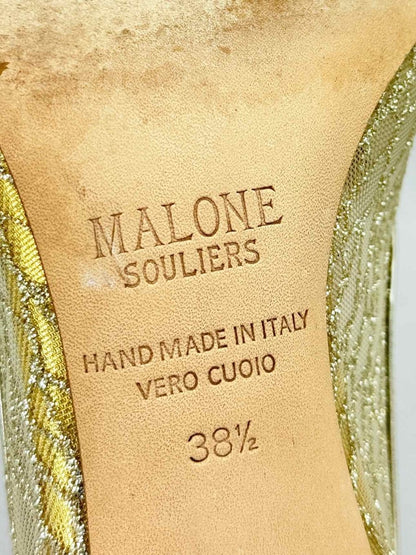 MALONE
SOULIERS
HAND MADE IN ITALY
VERO CUOIO
38½